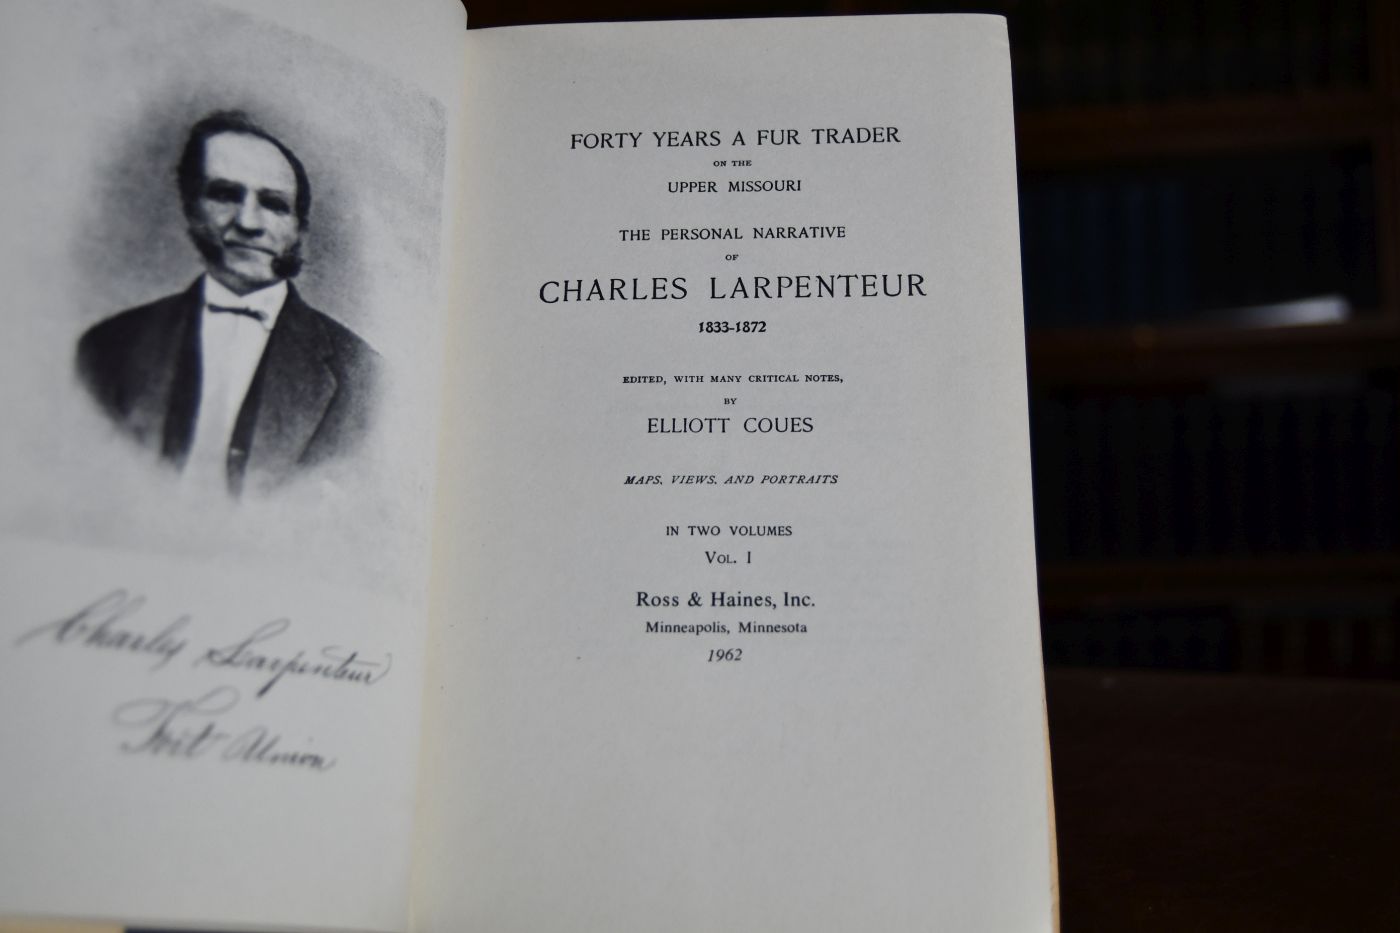 Charles Larpenteur
Fort Union
FORTY YEARS A FUR TRADER
ON THE
UPPER MISSOURI
THE PERSONAL NARRATIVE
OF
CHARLES LARPENTEUR
1833-1872
EDITED, WITH MANY CRITICAL NOTES,
BY
ELLIOTT COUES
MAPS, VIEWS, AND PORTRAITS
IN TWO VOLUMES
VOL. I
Ross & Haines, Inc.
Minneapolis, Minnesota
1962